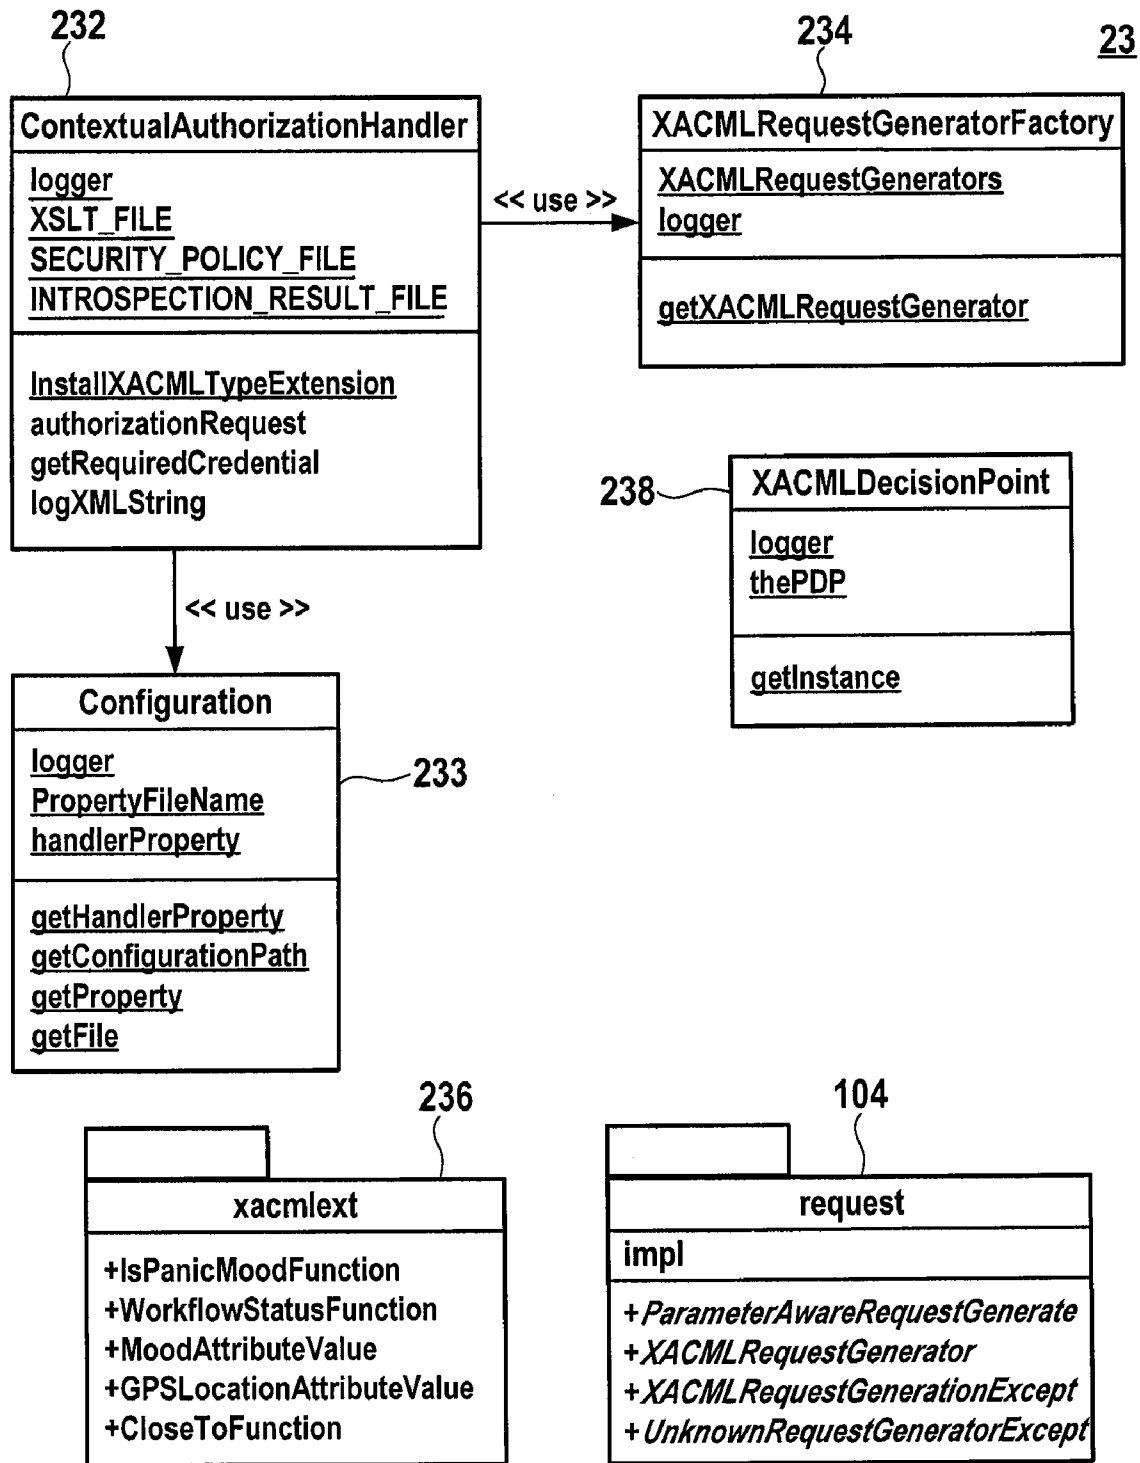 232
234
23
ContextualAuthorizationHandler
logger
XSLT_FILE
SECURITY_POLICY_FILE
INTROSPECTION_RESULT_FILE
InstallXACMLTypeExtension
authorizationRequest
getRequiredCredential
logXMLString
<< use >>
XACMLRequestGeneratorFactory
XACMLRequestGenerators
logger
getXACMLRequestGenerator
238
XACMLDecisionPoint
logger
thePDP
getInstance
<< use >>
Configuration
logger
PropertyFileName
handlerProperty
getHandlerProperty
getConfigurationPath
getProperty
getFile
233
236
xacmlext
+IsPanicMoodFunction
+WorkflowStatusFunction
+MoodAttributeValue
+GPSLocationAttributeValue
+CloseToFunction
104
request
impl
+ParameterAwareRequestGenerate
+XACMLRequestGenerator
+XACMLRequestGenerationExcept
+UnknownRequestGeneratorExcept